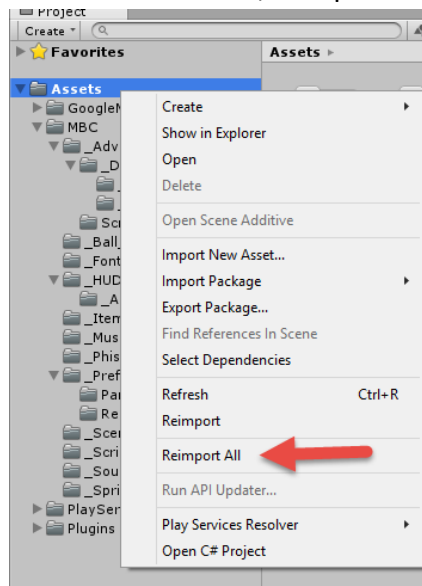 Project
Create
Favorites
Assets
Assets
GoogleM
MBC
_Adv
_D
_
_
Scr
_Ball_
_Font
_HUD
_A
_Item
_Mus
_Phis
_Pref
Par
Re
_Scen
_Scri
_Sou
_Spri
PlaySer
Plugins
Create
Show in Explorer
Open
Delete
Open Scene Additive
Import New Asset...
Import Package
Export Package...
Find References In Scene
Select Dependencies
Refresh Ctrl+R
Reimport
Reimport All
Run API Updater...
Play Services Resolver
Open C# Project